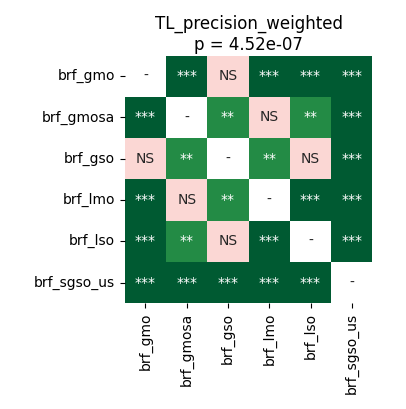 TL_precision_weighted
p = 4.52e-07
brf_gmo - *** NS *** *** ***
brf_gmosa *** - ** NS ** ***
brf_gso NS ** - ** NS ***
brf_lmo *** NS ** - *** ***
brf_lso *** ** NS *** - ***
brf_sgso_us *** *** *** *** *** -
brf_gmo brf_gmosa brf_gso brf_lmo brf_lso brf_sgso_us